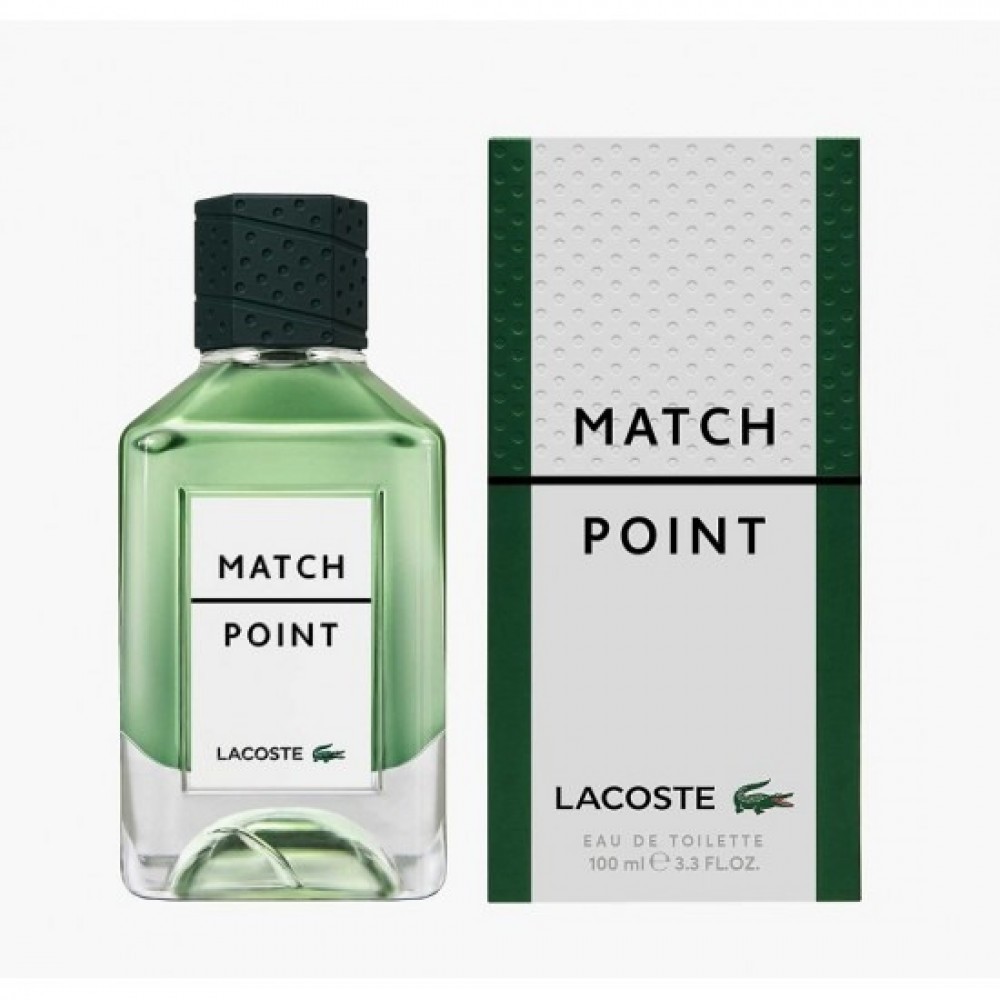 MATCH
POINT
LACOSTE
MATCH
POINT
LACOSTE
EAU DE TOILETTE
100 ml ℮ 3.3 FL.OZ.